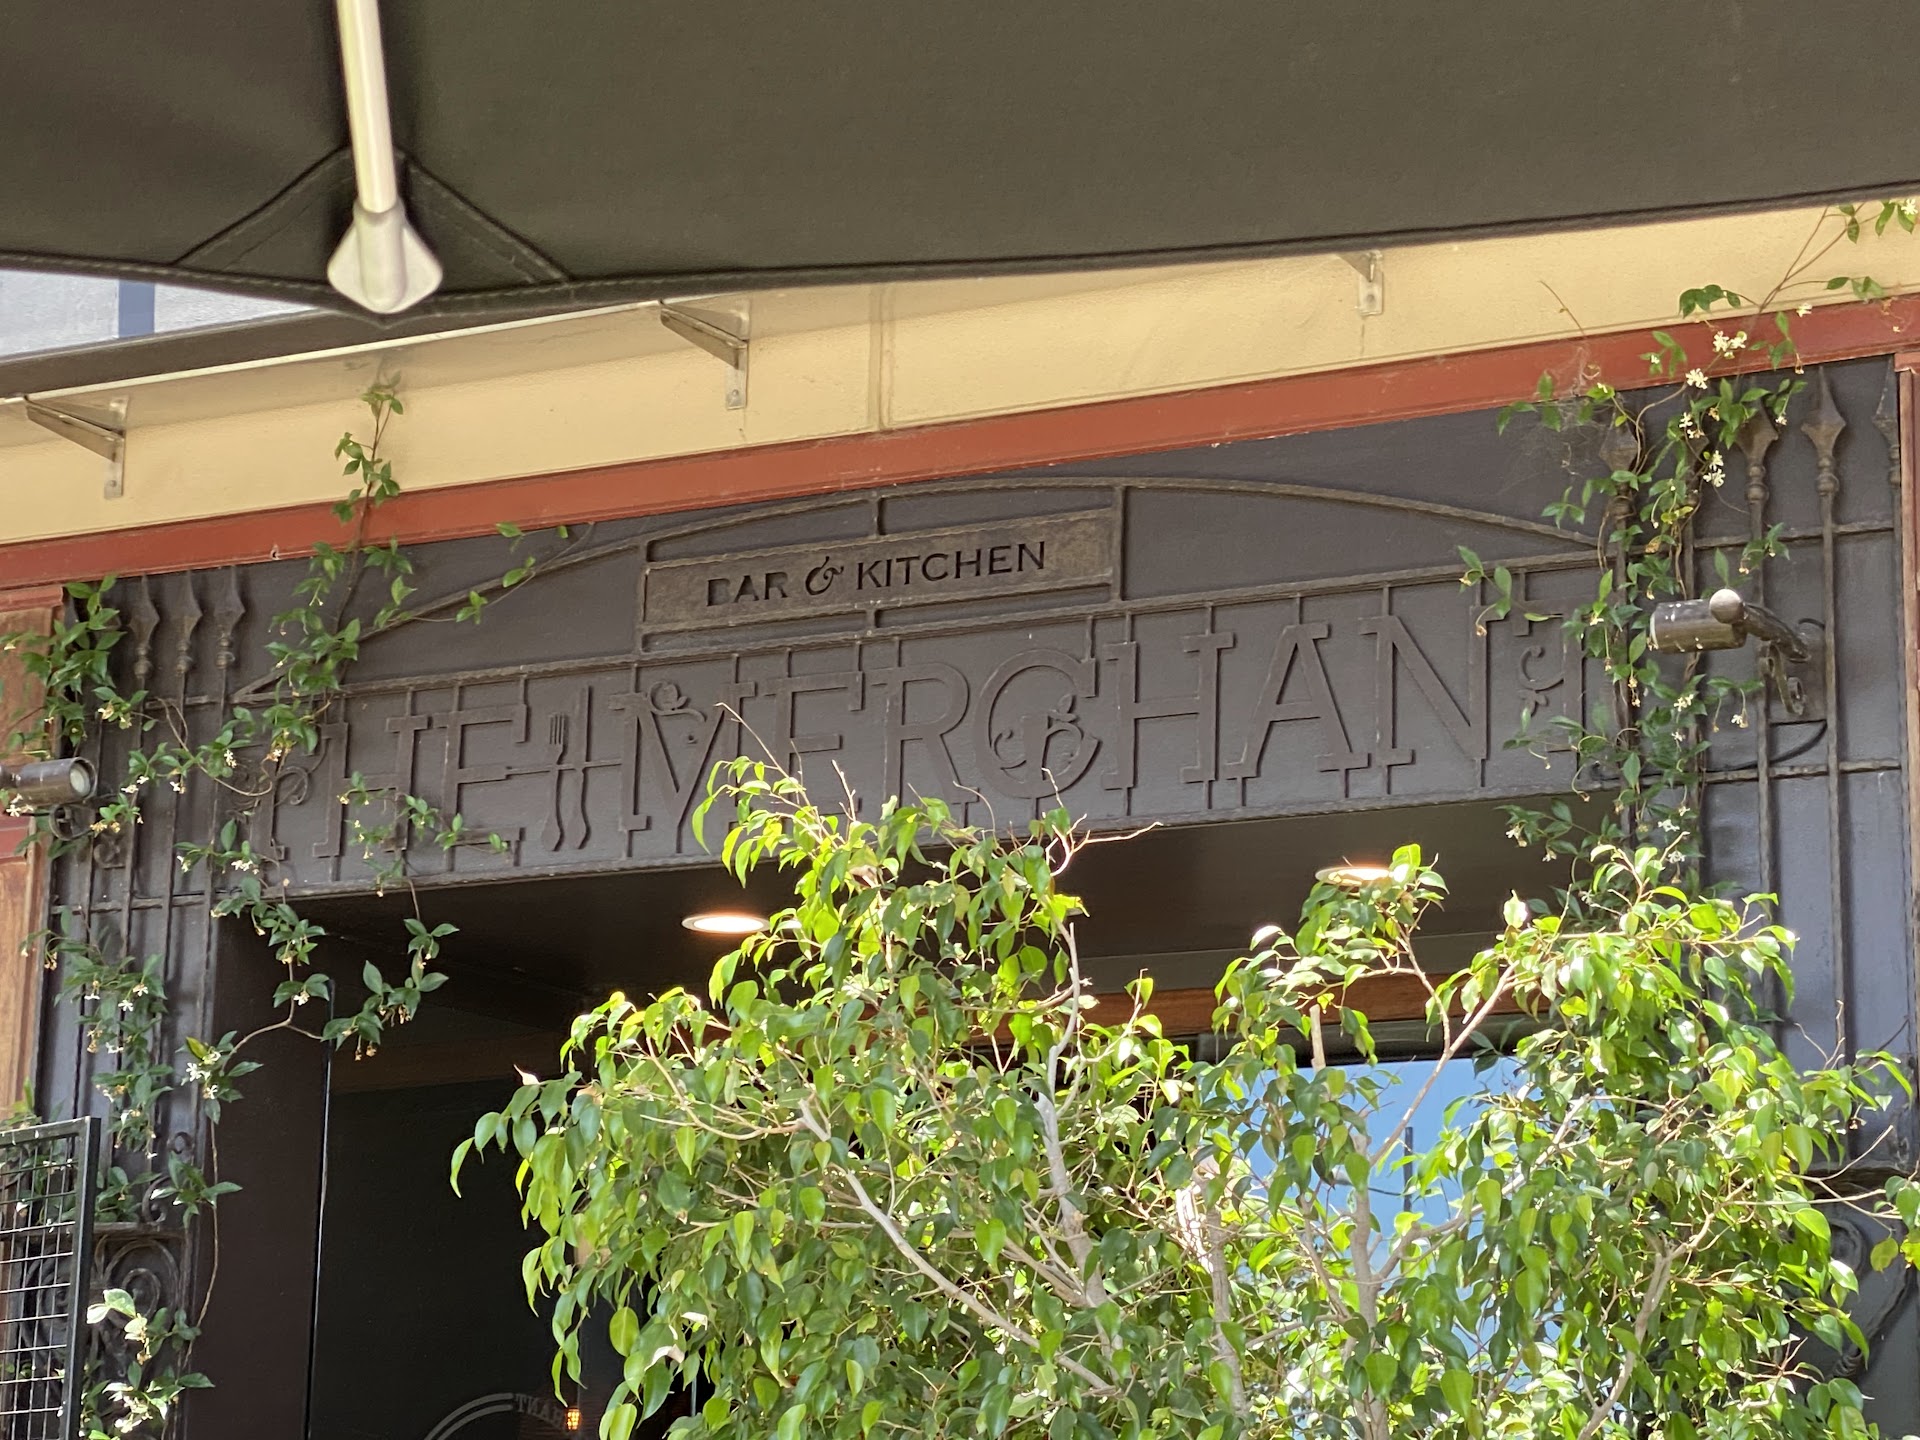 BAR & KITCHEN
THE MERCHANT